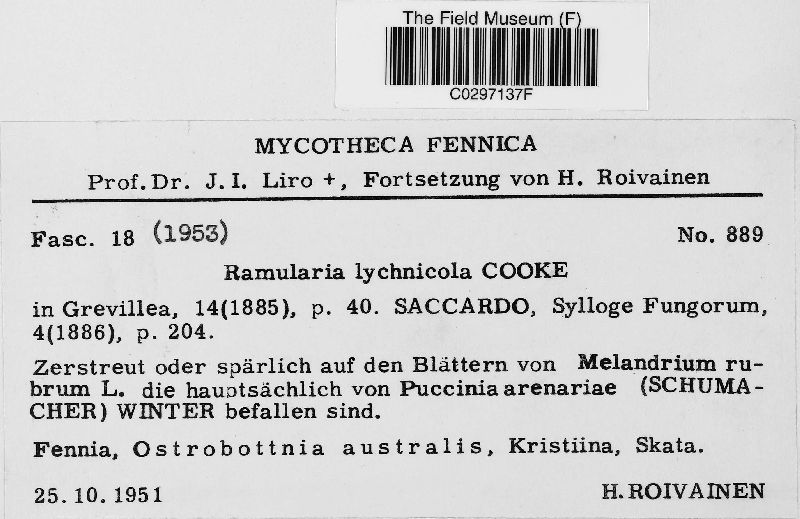 The Field Museum (F)
C0297137F
MYCOTHECA FENNICA
Prof. Dr. J. I. Liro +, Fortsetzung von H. Roivainen
Fasc. 18 (1953) No. 889
Ramularia lychnicola COOKE
in Grevillea, 14(1885), p. 40. SACCARDO, Sylloge Fungorum,
4(1886), p. 204.
Zerstreut oder spärlich auf den Blättern von Melandrium ru-
brum L. die hauptsächlich von Puccinia arenariae (SCHUMA-
CHER) WINTER befallen sind.
Fennia, Ostrobottnia australis, Kristiina, Skata.
25. 10. 1951 H. ROIVAINEN